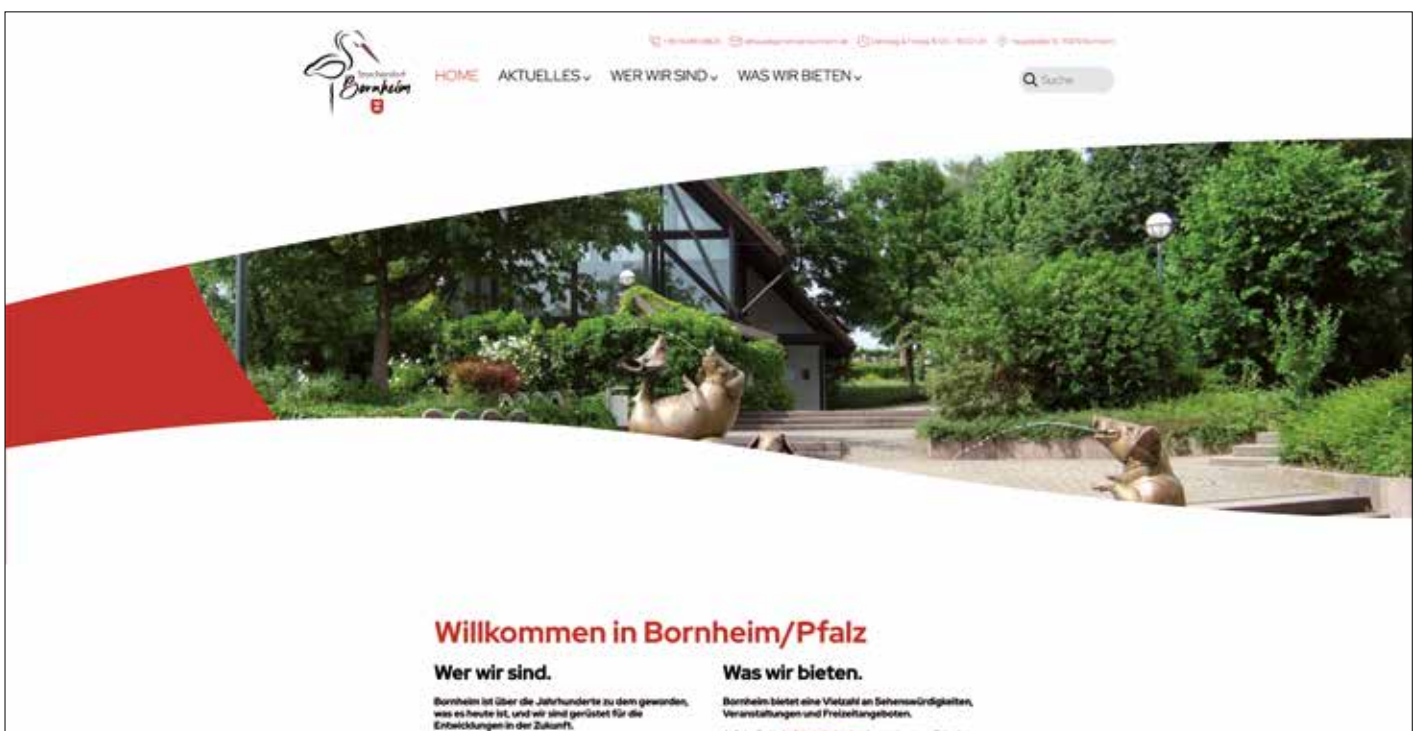 Storchendorf
Bornheim
HOME AKTUELLES WER WIR SIND WAS WIR BIETEN
Suche
Willkommen in Bornheim/Pfalz
Wer wir sind.
Bornheim ist über die Jahrhunderte zu dem geworden,
was es heute ist, und wir sind gerüstet für die
Entwicklungen in der Zukunft.
Was wir bieten.
Bornheim bietet eine Vielzahl an Sehenswürdigkeiten,
Veranstaltungen und Freizeitangeboten.